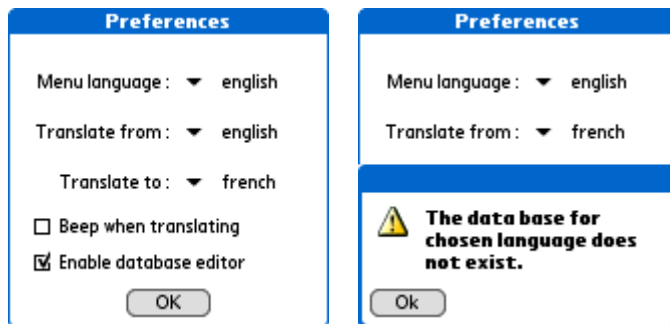 Preferences
Menu language: english
Translate from: english
Translate to: french
Beep when translating
Enable database editor
OK
Preferences
Menu language: english
Translate from: french
The data base for
chosen language does
not exist.
Ok